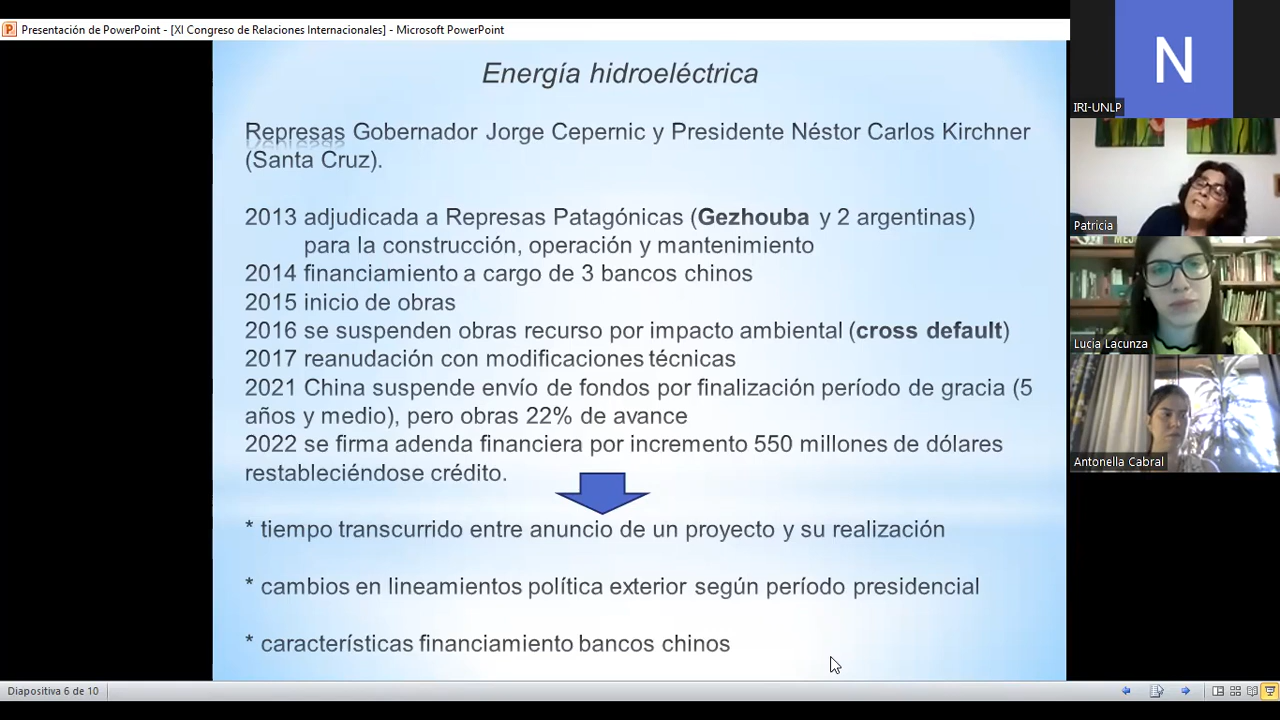 Presentación de PowerPoint - [XI Congreso de Relaciones Internacionales] - Microsoft PowerPoint
Energía hidroeléctrica
Represas Gobernador Jorge Cepernic y Presidente Néstor Carlos Kirchner
(Santa Cruz).
2013 adjudicada a Represas Patagónicas (Gezhouba y 2 argentinas)
para la construcción, operación y mantenimiento
2014 financiamiento a cargo de 3 bancos chinos
2015 inicio de obras
2016 se suspenden obras recurso por impacto ambiental (cross default)
2017 reanudación con modificaciones técnicas
2021 China suspende envío de fondos por finalización período de gracia (5
años y medio), pero obras 22% de avance
2022 se firma adenda financiera por incremento 550 millones de dólares
restableciéndose crédito.
* tiempo transcurrido entre anuncio de un proyecto y su realización
* cambios en lineamientos política exterior según período presidencial
* características financiamiento bancos chinos
Diapositiva 6 de 10
N
IRI-UNLP
Patricia
Lucía Lacunza
Antonella Cabral